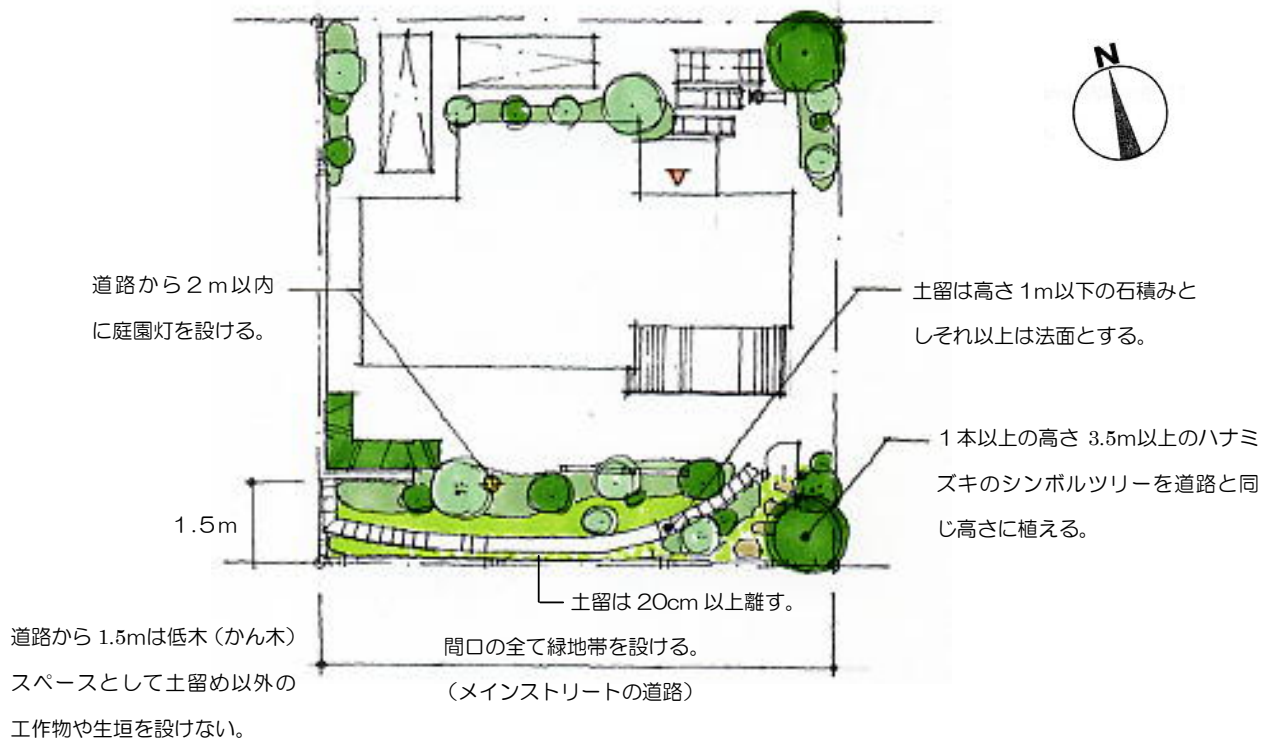 N
道路から2m以内
に庭園灯を設ける。
土留は高さ1m以下の石積みと
しそれ以上は法面とする。
1本以上の高さ 3.5m以上のハナミ
ズキのシンボルツリーを道路と同
じ高さに植える。
1.5m
土留は20cm以上離す。
道路から1.5mは低木(かん木)
スペースとして土留め以外の
工作物や生垣を設けない。
間口の全て緑地帯を設ける。
(メインストリートの道路)